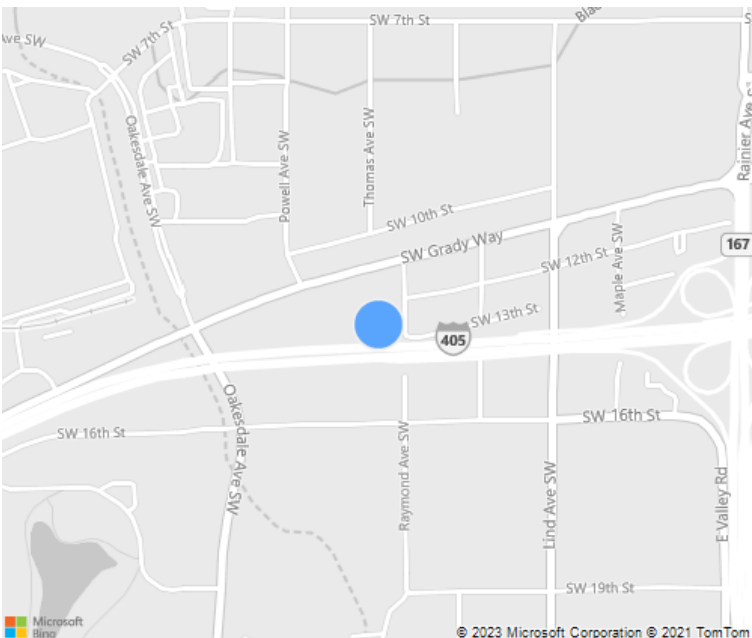 SW 7th St
Blac
S
Ave SW
SW 7th St
Oakesdale Ave SW
Powell Ave SW
Thomas Ave SW
Rainier Ave S
SW 10th St
SW Grady Way
167
SW 12th St
Maple Ave SW
SW 13th St
405
Oakesdale Ave SW
SW 16th St
SW 16th St
Raymond Ave SW
Lind Ave SW
E Valley Rd
SW 19th St
Microsoft
Bing
© 2023 Microsoft Corporation © 2021 TomTom